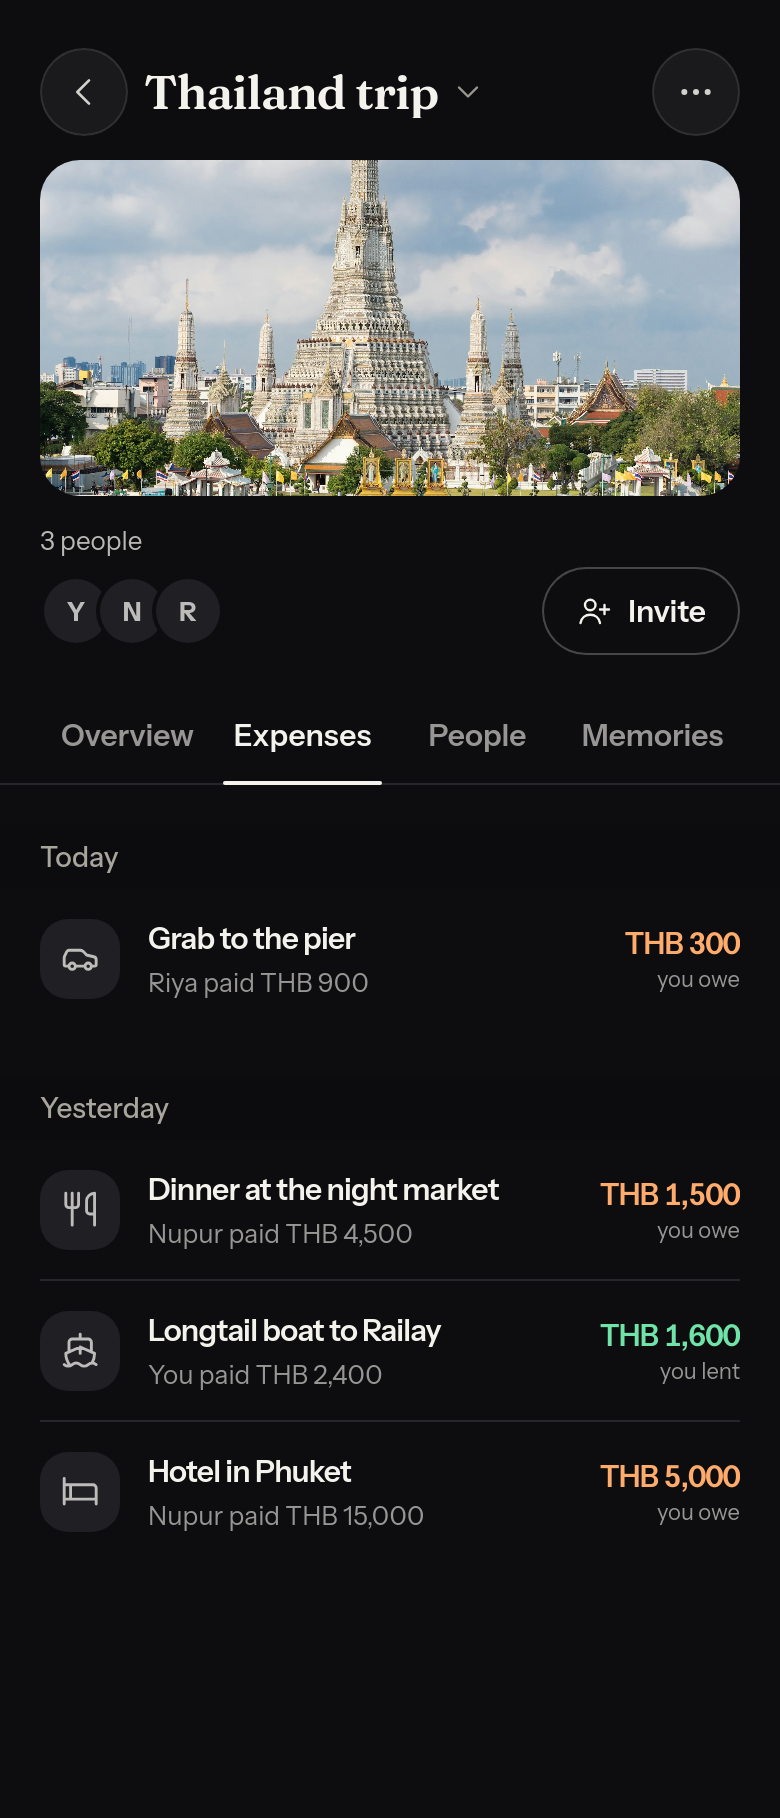 Thailand trip
3 people
Y N R
Invite
Overview Expenses People Memories
Today
Grab to the pier
THB 300
Riya paid THB 900
you owe
Yesterday
Dinner at the night market
THB 1,500
Nupur paid THB 4,500
you owe
Longtail boat to Railay
THB 1,600
You paid THB 2,400
you lent
Hotel in Phuket
THB 5,000
Nupur paid THB 15,000
you owe